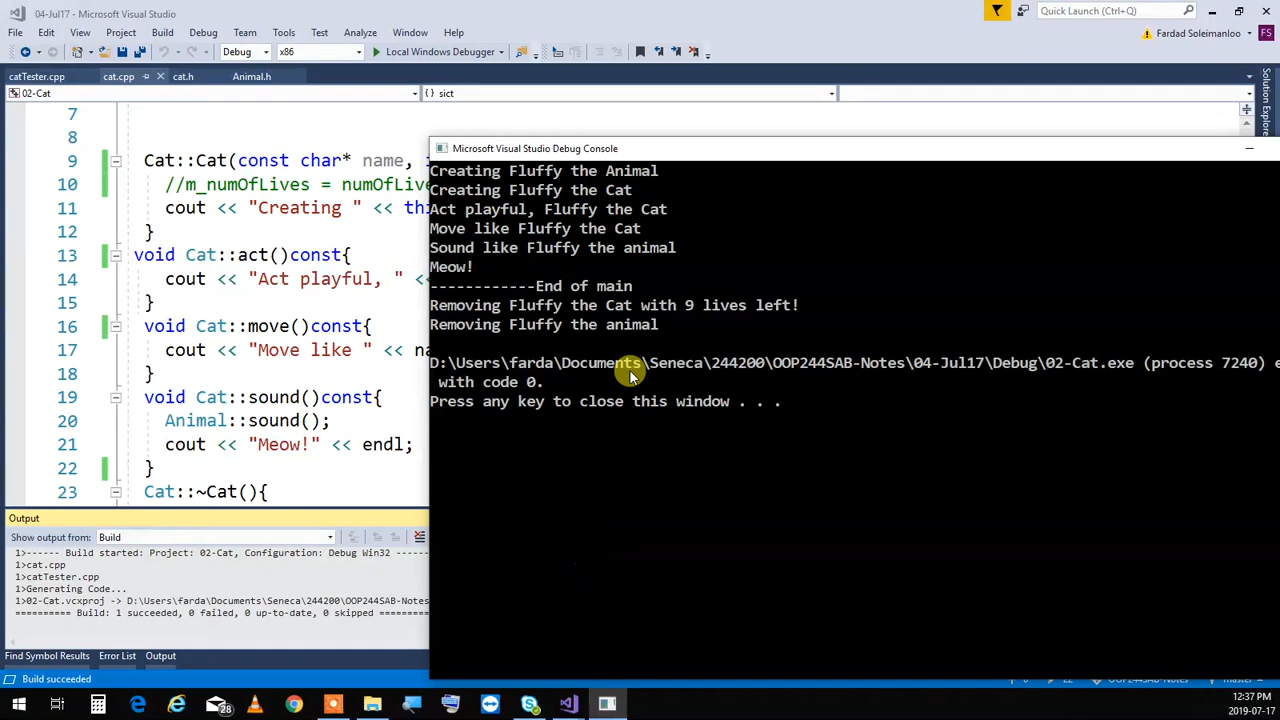 04-Jul17 - Microsoft Visual Studio
Quick Launch (Ctrl+Q)
File Edit View Project Build Debug Team Tools Test Analyze Window Help
Fardad Soleimanloo FS
Debug x86 Local Windows Debugger
catTester.cpp cat.cpp cat.h Animal.h
02-Cat sict
Solution Explorer
7
8
9 Cat::Cat(const char* name, i
10 //m_numOfLives = numOfLive
11 cout << "Creating " << thi
12 }
13 void Cat::act()const{
14 cout << "Act playful, " <<
15 }
16 void Cat::move()const{
17 cout << "Move like " << na
18 }
19 void Cat::sound()const{
20 Animal::sound();
21 cout << "Meow!" << endl;
22 }
23 Cat::~Cat(){
Microsoft Visual Studio Debug Console
Creating Fluffy the Animal
Creating Fluffy the Cat
Act playful, Fluffy the Cat
Move like Fluffy the Cat
Sound like Fluffy the animal
Meow!
------------End of main
Removing Fluffy the Cat with 9 lives left!
Removing Fluffy the animal
D:\Users\farda\Documents\Seneca\244200\OOP244SAB-Notes\04-Jul17\Debug\02-Cat.exe (process 7240) e
with code 0.
Press any key to close this window . . .
Output
Show output from: Build
1>------ Build started: Project: 02-Cat, Configuration: Debug Win32 ------
1>cat.cpp
1>catTester.cpp
1>Generating Code...
1>02-Cat.vcxproj -> D:\Users\farda\Documents\Seneca\244200\OOP244SAB-Notes
========== Build: 1 succeeded, 0 failed, 0 up-to-date, 0 skipped
Find Symbol Results Error List Output
Build succeeded
28
12:37 PM
2019-07-17